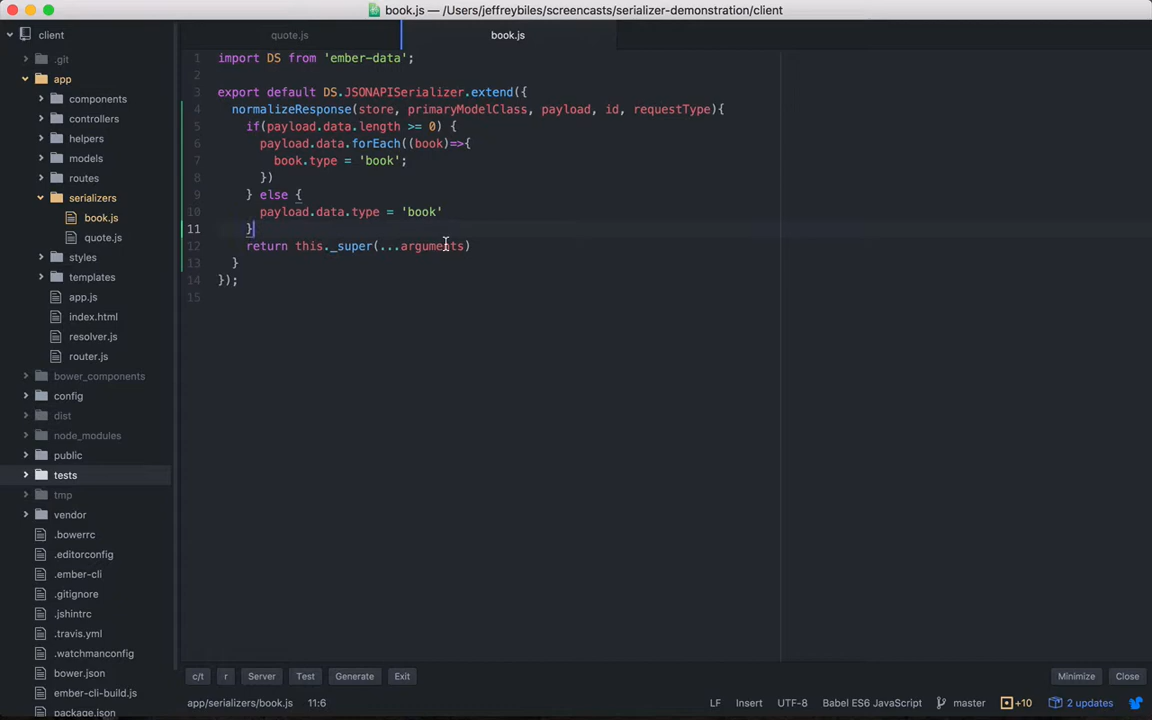 book.js — /Users/jeffreybiles/screencasts/serializer-demonstration/client
client
.git
app
components
controllers
helpers
models
routes
serializers
book.js
quote.js
styles
templates
app.js
index.html
resolver.js
router.js
bower_components
config
dist
node_modules
public
tests
tmp
vendor
.bowerrc
.editorconfig
.ember-cli
.gitignore
.jshintrc
.travis.yml
.watchmanconfig
bower.json
ember-cli-build.js
package.json
quote.js
book.js
1 import DS from 'ember-data';
2
3 export default DS.JSONAPISerializer.extend({
4 normalizeResponse(store, primaryModelClass, payload, id, requestType){
5 if(payload.data.length >= 0) {
6 payload.data.forEach((book)=>{
7 book.type = 'book';
8 })
9 } else {
10 payload.data.type = 'book'
11 }
12 return this._super(...arguments)
13 }
14 });
15
c/t r Server Test Generate Exit Minimize Close
app/serializers/book.js 11:6 LF Insert UTF-8 Babel ES6 JavaScript master +10 2 updates